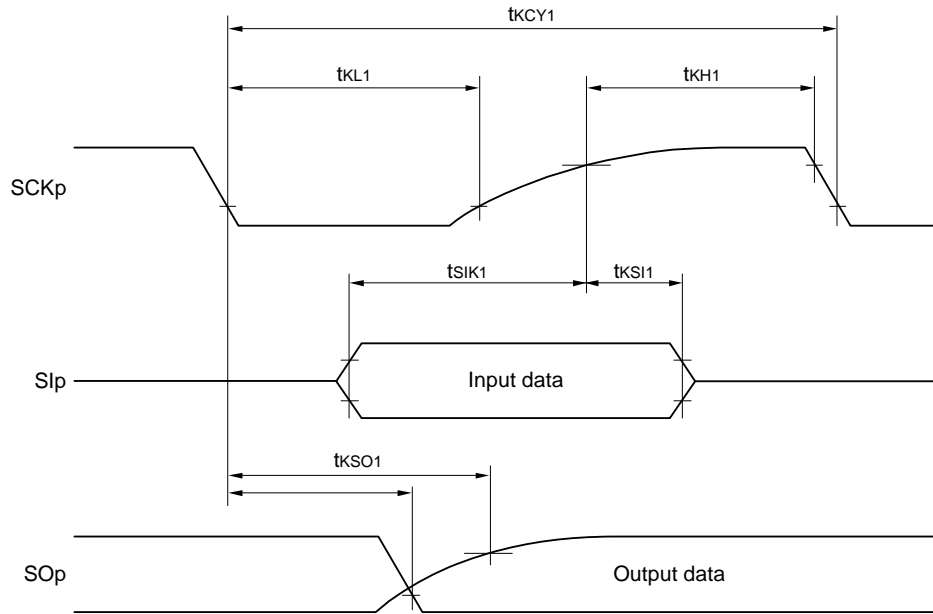 tKCY1
tKL1
tKH1
SCKp
tSIK1
tKSI1
SIp
Input data
tKSO1
SOp
Output data